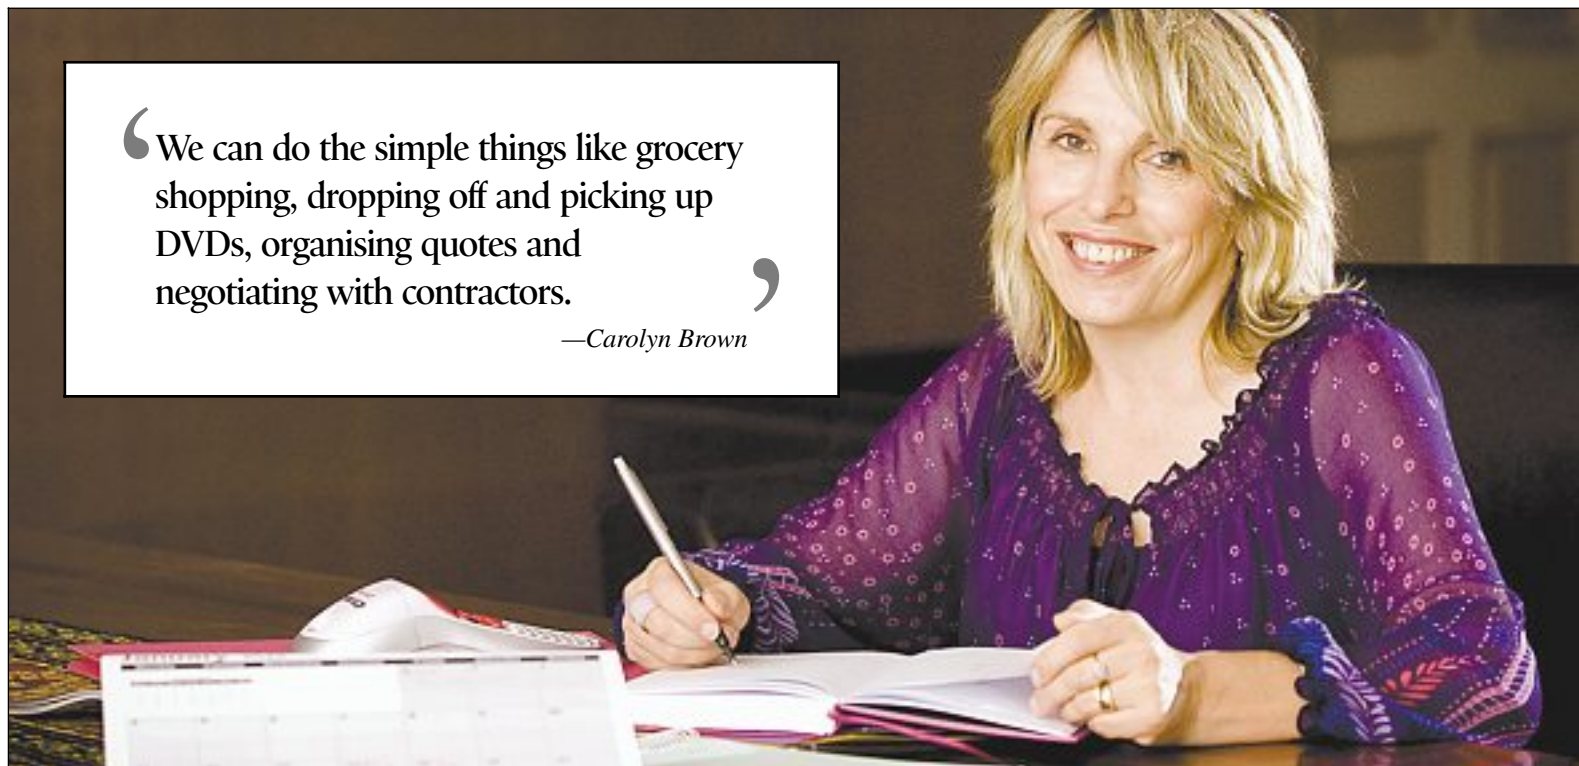 ‘We can do the simple things like grocery
shopping, dropping off and picking up
DVDs, organising quotes and
negotiating with contractors.’
—Carolyn Brown